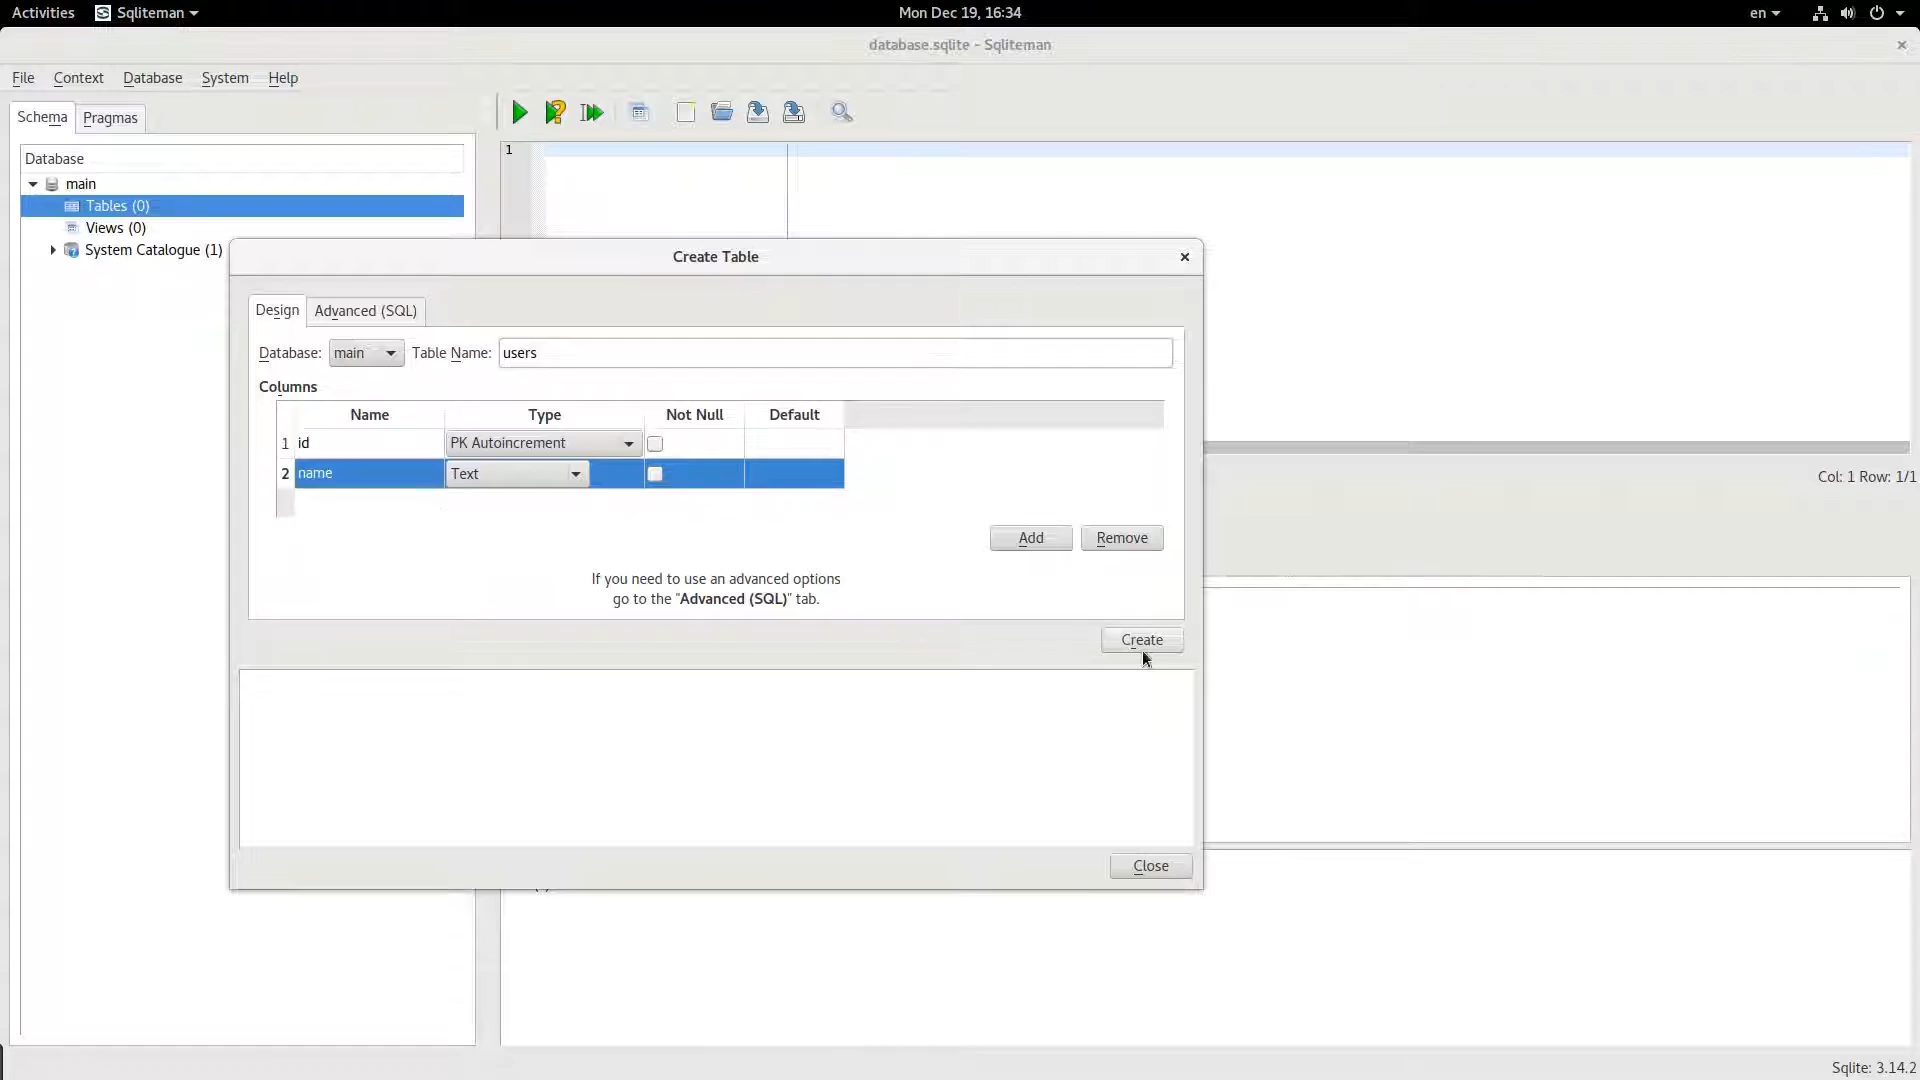 Activities Sqliteman Mon Dec 19, 16:34 en
database.sqlite - Sqliteman
File Context Database System Help
Schema Pragmas
Database
main
Tables (0)
Views (0)
System Catalogue (1)
1
Create Table
Design Advanced (SQL)
Database: main Table Name: users
Columns
Name Type Not Null Default
1 id PK Autoincrement
2 name Text
Col: 1 Row: 1/1
Add Remove
If you need to use an advanced options
go to the "Advanced (SQL)" tab.
Create
Close
Sqlite: 3.14.2